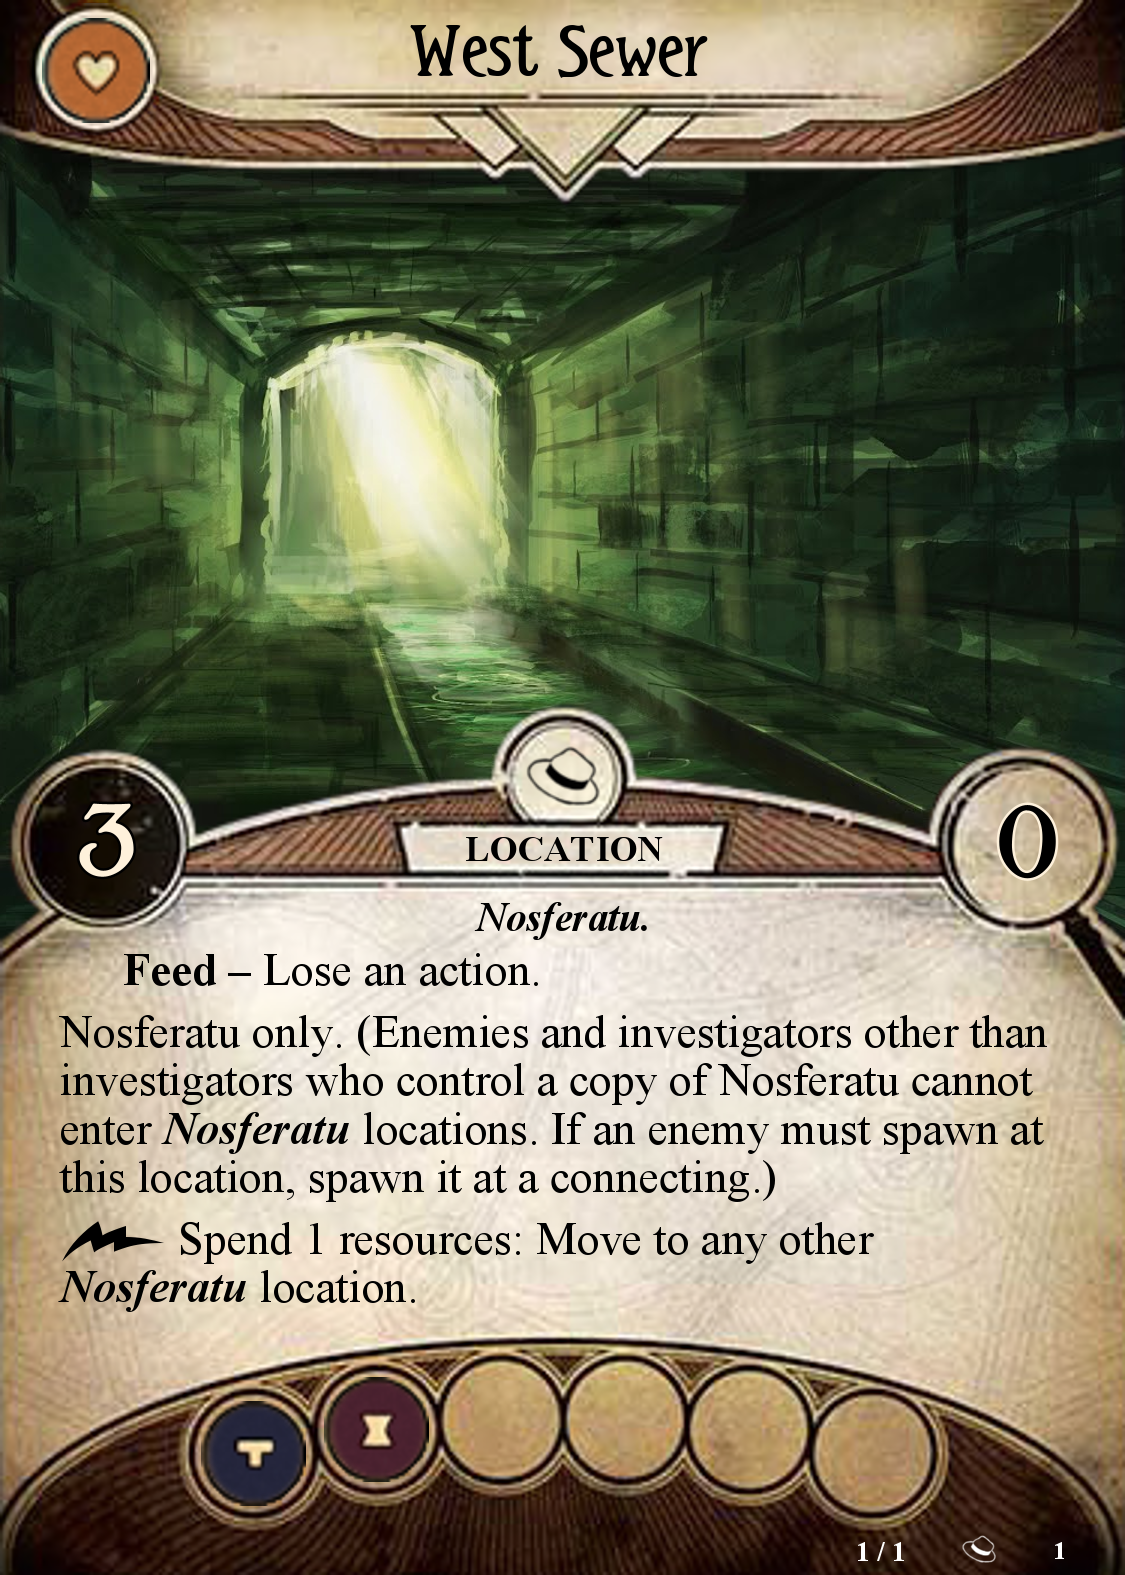 West Sewer
3
LOCATION
0
Nosferatu.
Feed – Lose an action.
Nosferatu only. (Enemies and investigators other than
investigators who control a copy of Nosferatu cannot
enter Nosferatu locations. If an enemy must spawn at
this location, spawn it at a connecting.)
Spend 1 resources: Move to any other
Nosferatu location.
1 / 1 1